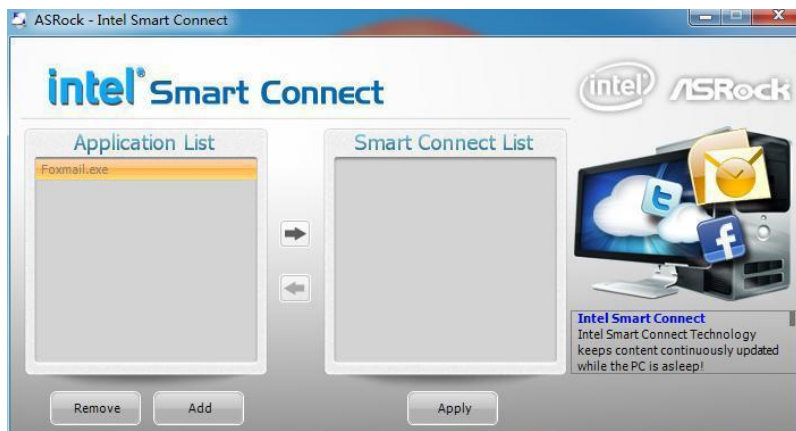 ASRock - Intel Smart Connect
intel® Smart Connect
intel® ASRock
Application List
Smart Connect List
Foxmail.exe
Intel Smart Connect
Intel Smart Connect Technology
keeps content continuously updated
while the PC is asleep!
Remove
Add
Apply